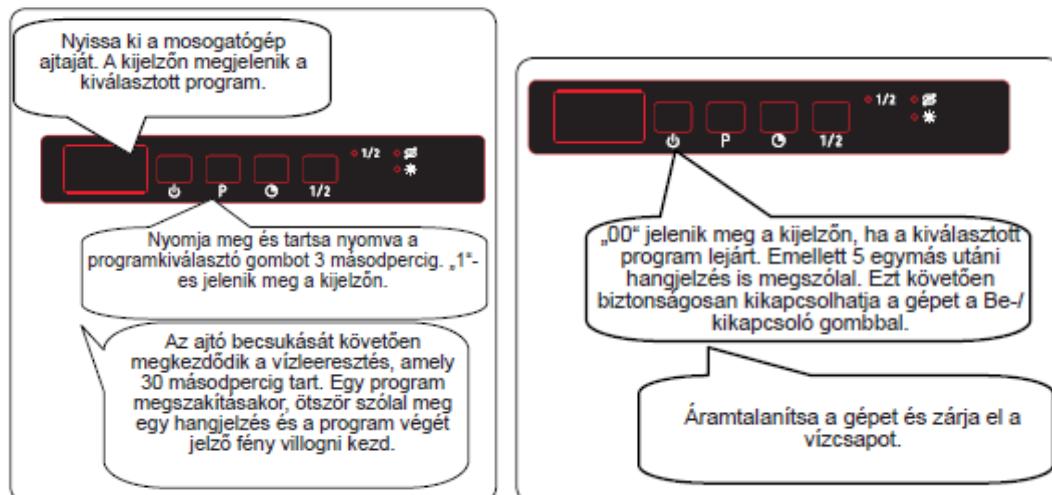 Nyissa ki a mosogatógép
ajtaját. A kijelzőn megjelenik a
kiválasztott program.
1/2
P
1/2
Nyomja meg és tartsa nyomva a
programkiválasztó gombot 3 másodpercig. „1“-
es jelenik meg a kijelzőn.
Az ajtó becsukását követően
megkezdődik a vízleeresztés, amely
30 másodpercig tart. Egy program
megszakításakor, ötször szólal meg
egy hangjelzés és a program végét
jelző fény villogni kezd.
1/2
P
1/2
„00“ jelenik meg a kijelzőn, ha a kiválasztott
program lejárt. Emellett 5 egymás utáni
hangjelzés is megszólal. Ezt követően
biztonságosan kikapcsolhatja a gépet a Be-/
kikapcsoló gombbal.
Áramtalanítsa a gépet és zárja el a
vízcsapot.